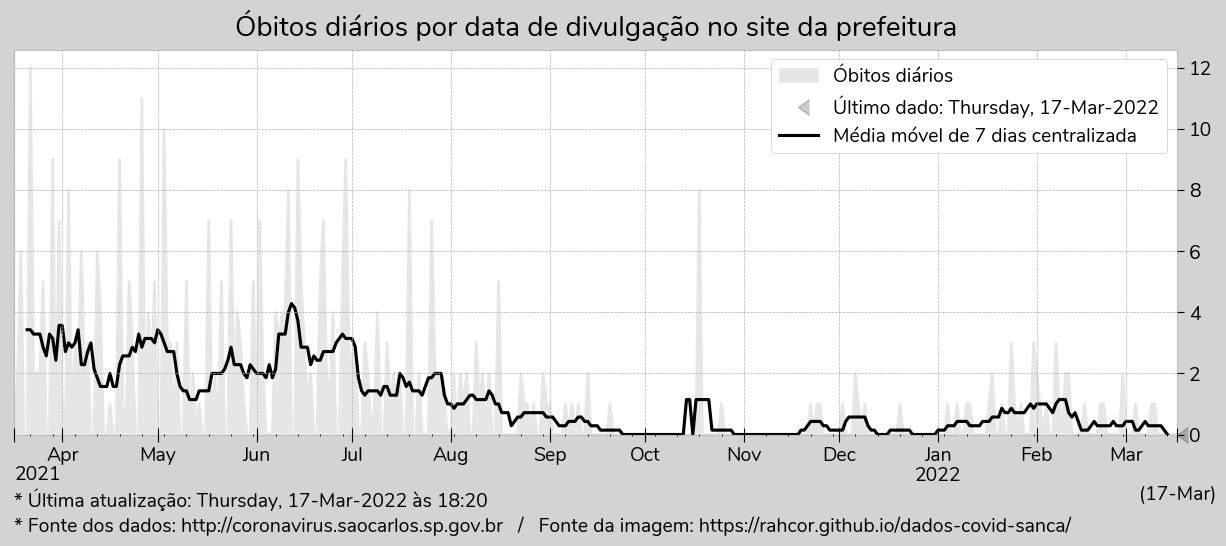 Óbitos diários por data de divulgação no site da prefeitura
Óbitos diários
Último dado: Thursday, 17-Mar-2022
Média móvel de 7 dias centralizada
12
10
8
6
4
2
0
Apr May Jun Jul Aug Sep Oct Nov Dec Jan Feb Mar
2021 2022
(17-Mar)
* Última atualização: Thursday, 17-Mar-2022 às 18:20
* Fonte dos dados: http://coronavirus.saocarlos.sp.gov.br / Fonte da imagem: https://rahcor.github.io/dados-covid-sanca/